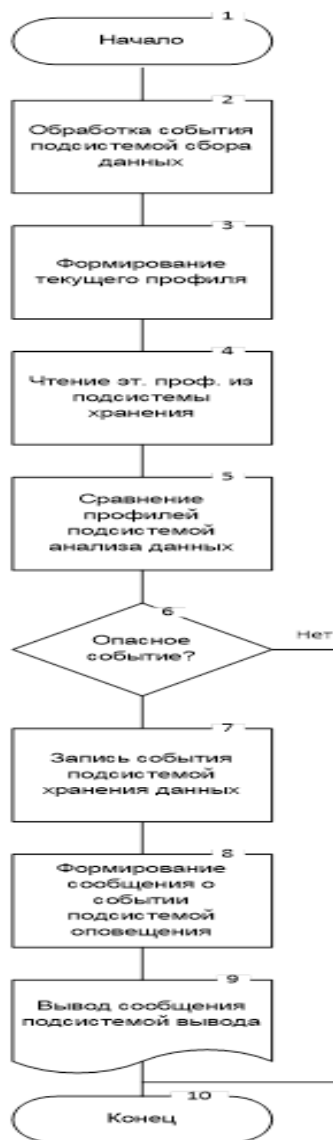 1
Начало
2
Обработка события
подсистемой сбора
данных
3
Формирование
текущего профиля
4
Чтение эт. проф. из
подсистемы
хранения
5
Сравнение
профилей
подсистемой
анализа данных
6
Опасное
событие?
Нет
7
Запись события
подсистемой
хранения данных
8
Формирование
сообщения о
событии
подсистемой
оповещения
9
Вывод сообщения
подсистемой вывода
10
Конец